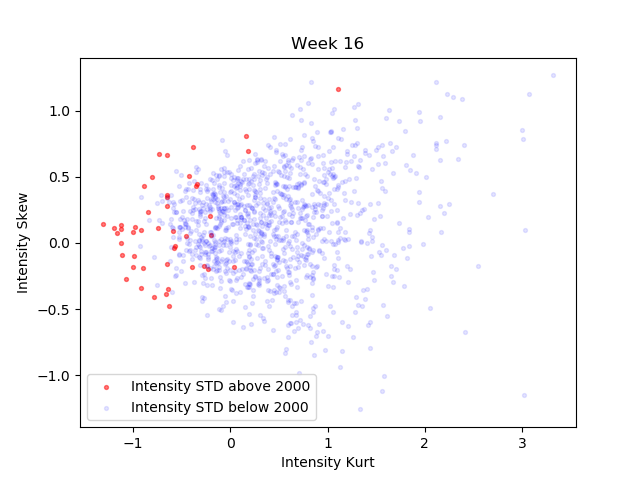 Week 16
1.0
0.5
0.0
−0.5
−1.0
Intensity Skew
Intensity STD above 2000
Intensity STD below 2000
−1 0 1 2 3
Intensity Kurt